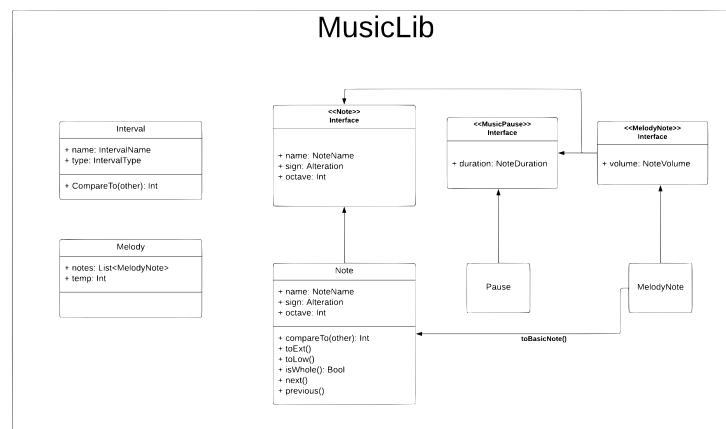 MusicLib
Interval
+ name: IntervalName
+ type: IntervalType
+ CompareTo(other): Int
Melody
+ notes: List<MelodyNote>
+ temp: Int
<<Note>>
Interface
+ name: NoteName
+ sign: Alteration
+ octave: Int
<<MusicPause>>
Interface
+ duration: NoteDuration
<<MelodyNote>>
Interface
+ volume: NoteVolume
Note
+ name: NoteName
+ sign: Alteration
+ octave: Int
+ compareTo(other): Int
+ toExt()
+ toLow()
+ isWhole(): Bool
+ next()
+ previous()
Pause
MelodyNote
toBasicNote()